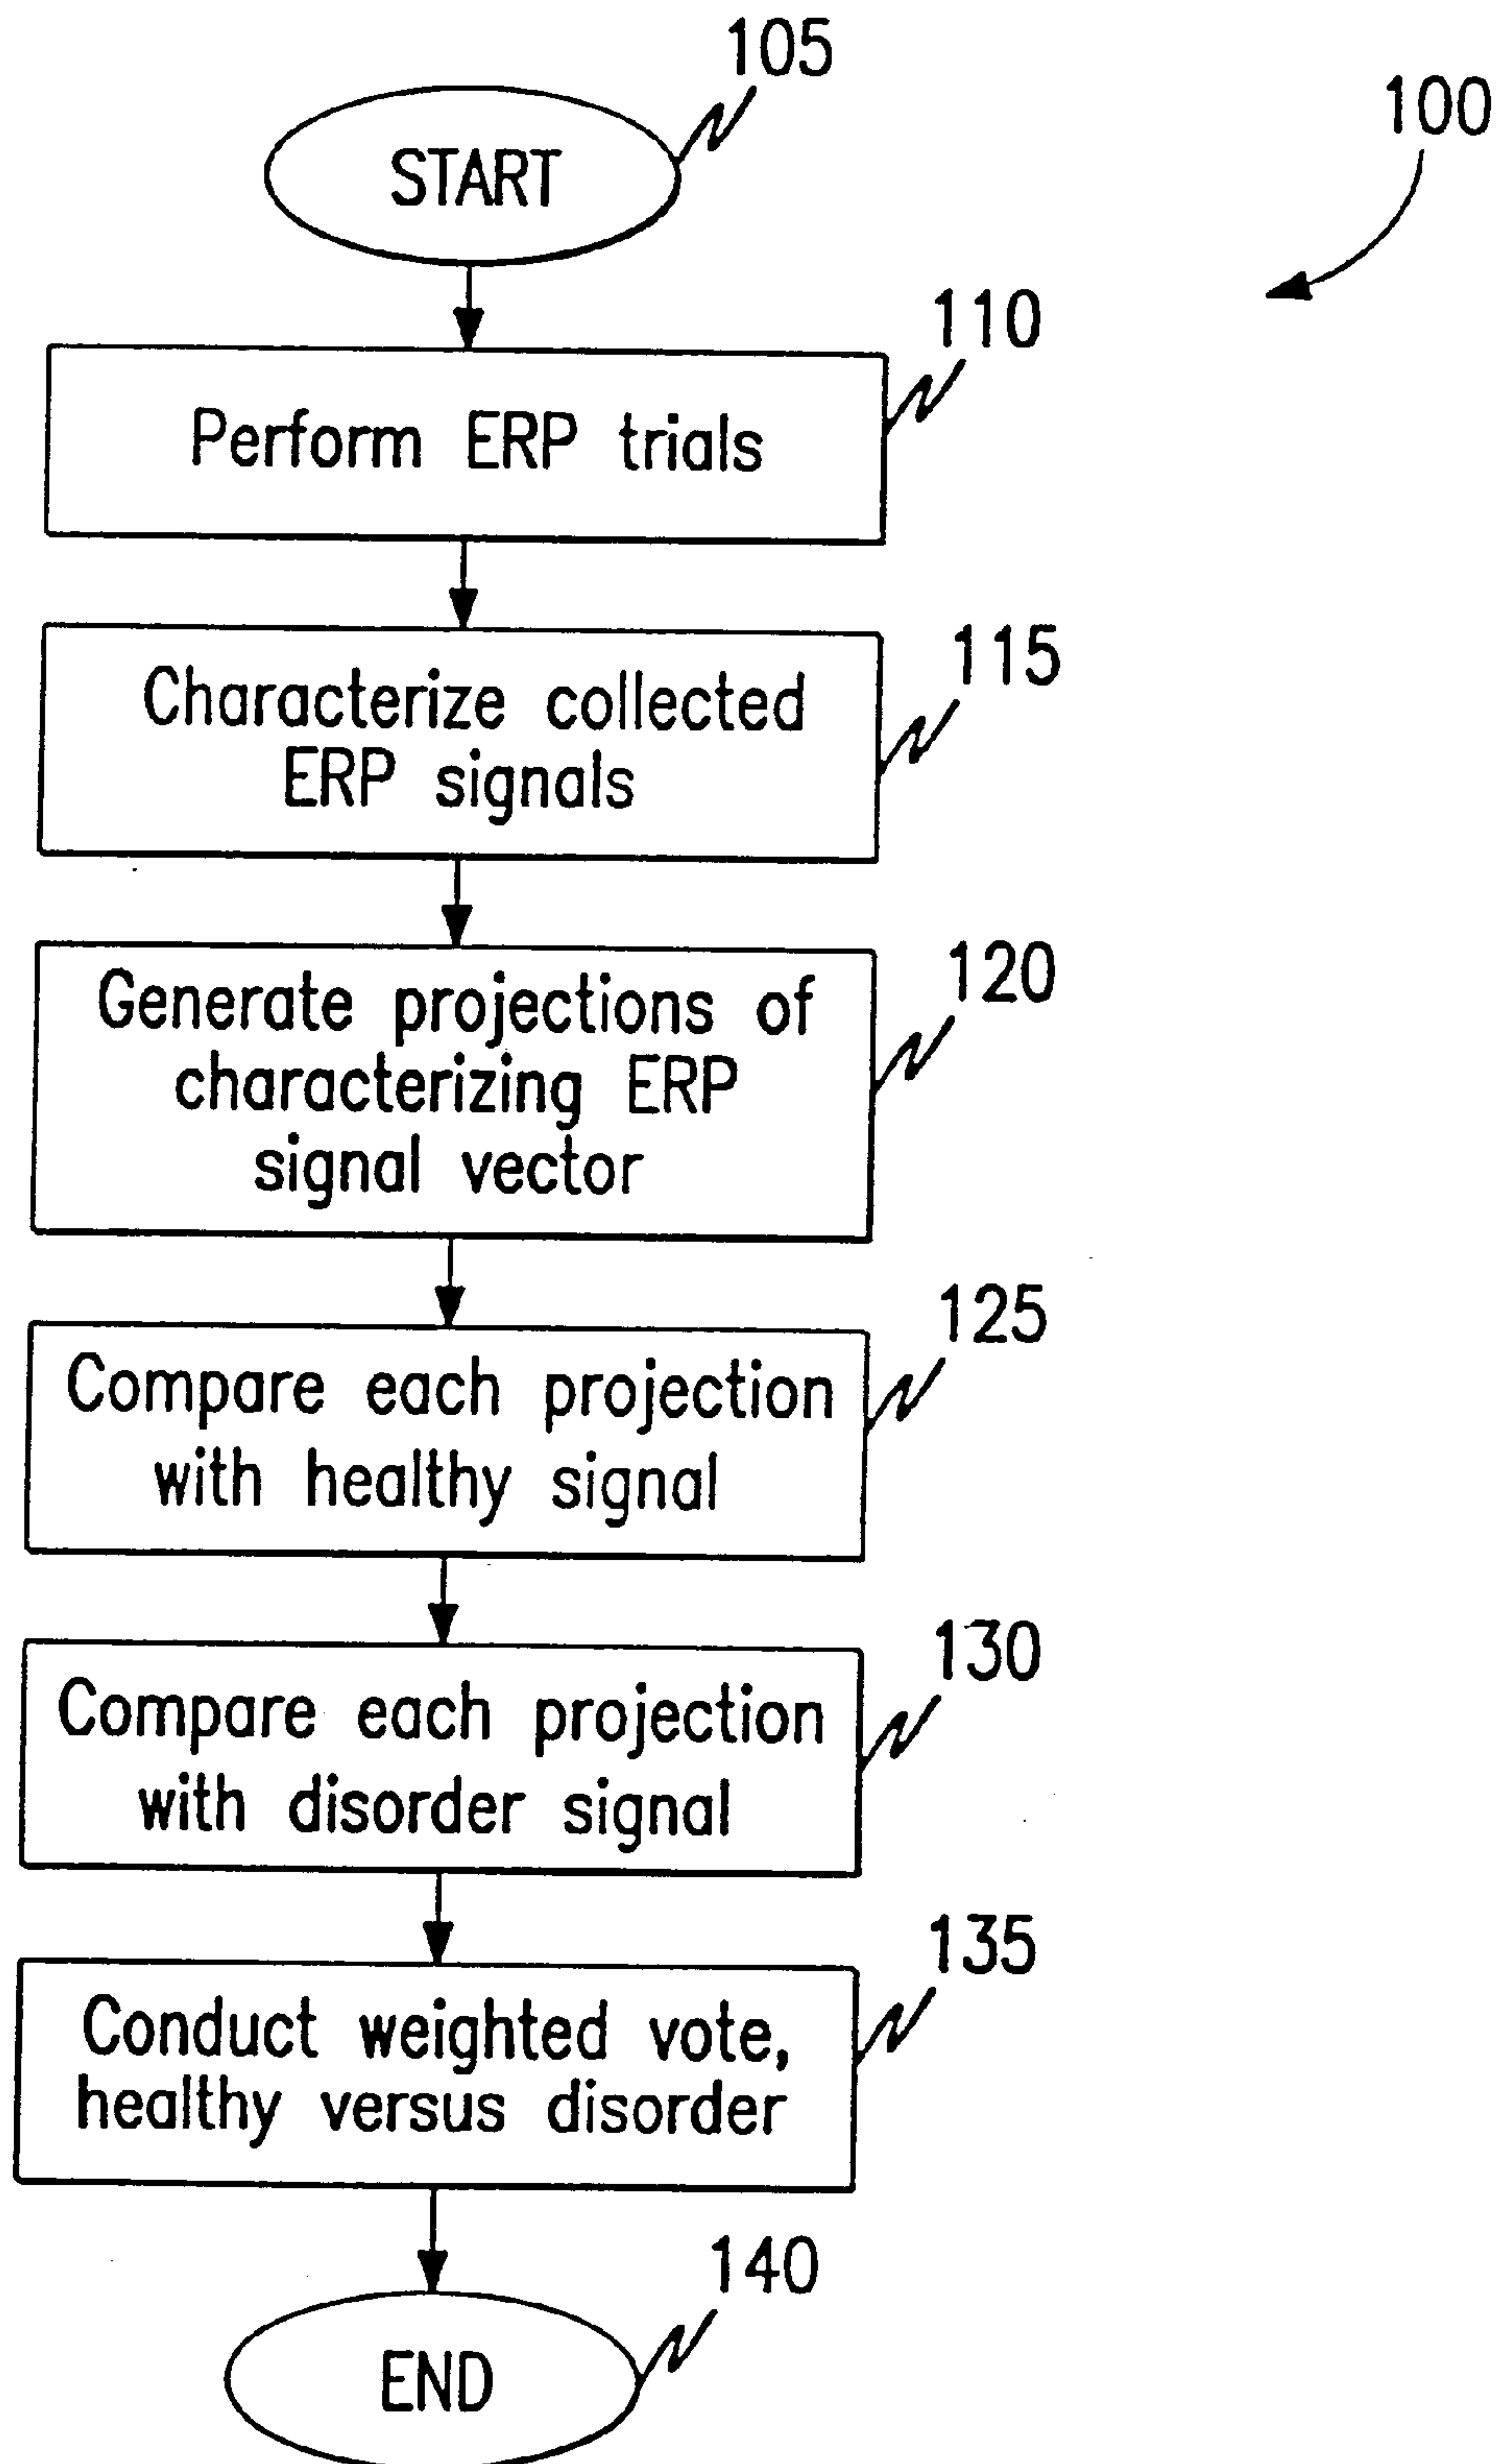 105
100
START
110
Perform ERP trials
115
Characterize collected
ERP signals
120
Generate projections of
characterizing ERP
signal vector
125
Compare each projection
with healthy signal
130
Compare each projection
with disorder signal
135
Conduct weighted vote,
healthy versus disorder
140
END